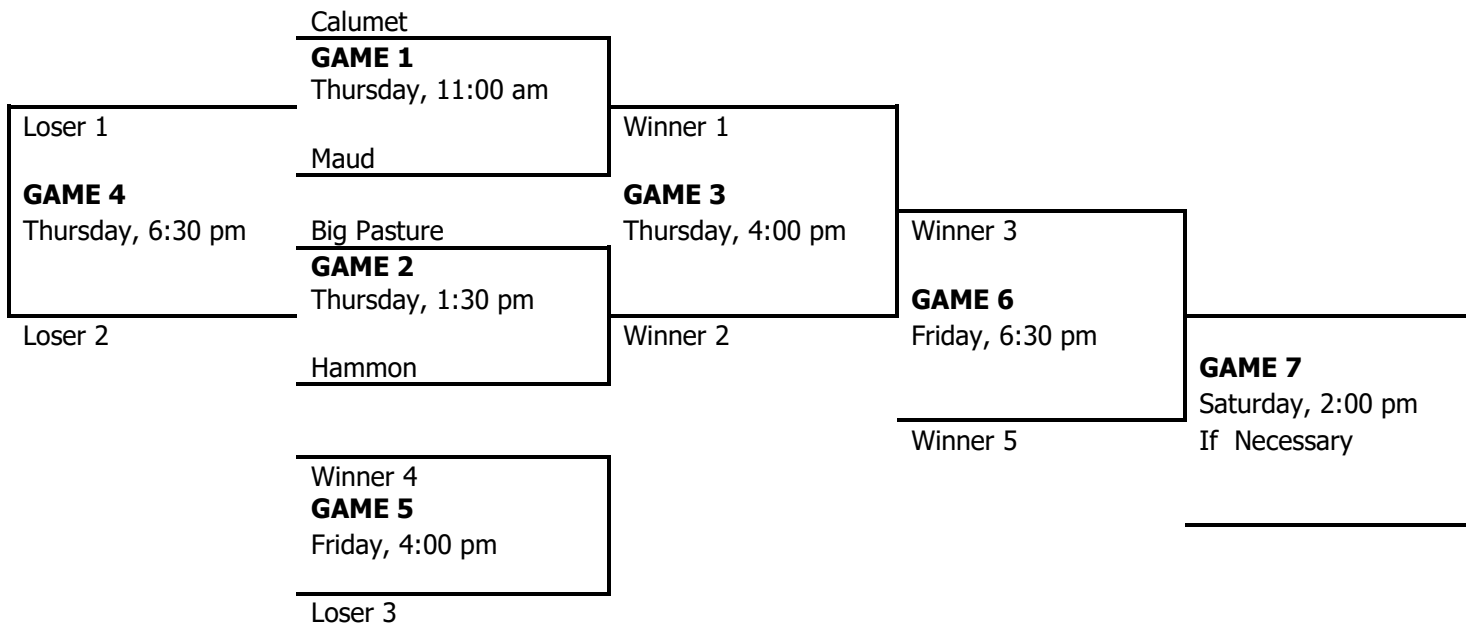 Calumet
GAME 1
Thursday, 11:00 am
Loser 1
Winner 1
Maud
GAME 4
GAME 3
Thursday, 6:30 pm
Big Pasture
Thursday, 4:00 pm
Winner 3
GAME 2
Thursday, 1:30 pm
GAME 6
Loser 2
Winner 2
Friday, 6:30 pm
Hammon
GAME 7
Saturday, 2:00 pm
Winner 5
If Necessary
Winner 4
GAME 5
Friday, 4:00 pm
Loser 3